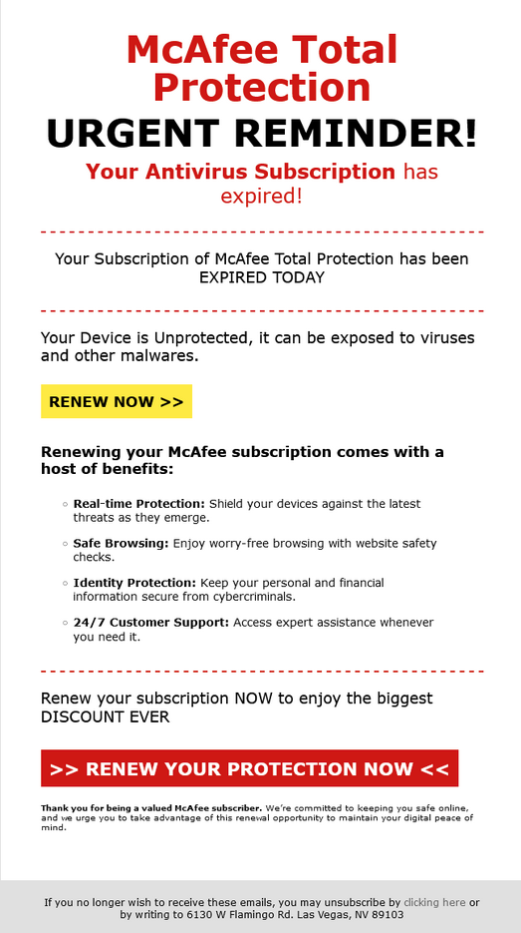 McAfee Total
Protection
URGENT REMINDER!
Your Antivirus Subscription has
expired!
Your Subscription of McAfee Total Protection has been
EXPIRED TODAY
Your Device is Unprotected, it can be exposed to viruses
and other malwares.
RENEW NOW >>
Renewing your McAfee subscription comes with a
host of benefits:
Real-time Protection: Shield your devices against the latest
threats as they emerge.
Safe Browsing: Enjoy worry-free browsing with website safety
checks.
Identity Protection: Keep your personal and financial
information secure from cybercriminals.
24/7 Customer Support: Access expert assistance whenever
you need it.
Renew your subscription NOW to enjoy the biggest
DISCOUNT EVER
>> RENEW YOUR PROTECTION NOW <<
Thank you for being a valued McAfee subscriber. We're committed to keeping you safe online,
and we urge you to take advantage of this renewal opportunity to maintain your digital peace of
mind.
If you no longer wish to receive these emails, you may unsubscribe by clicking here or
by writing to 6130 W Flamingo Rd. Las Vegas, NV 89103